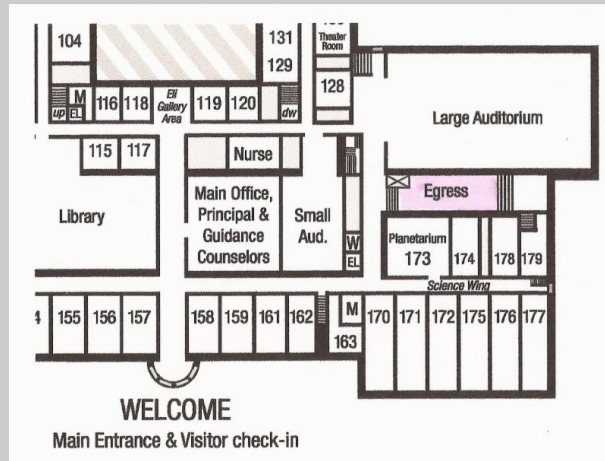 104
131
129
Theater
Room
128
up
M
EL
116
118
Eli
Gallery
Area
119
120
dw
Large Auditorium
115
117
Nurse
Library
Main Office,
Principal &
Guidance
Counselors
Small
Aud.
W
EL
Egress
Planetarium
173
174
178
179
Science Wing
155
156
157
158
159
161
162
M
163
170
171
172
175
176
177
WELCOME
Main Entrance & Visitor check-in